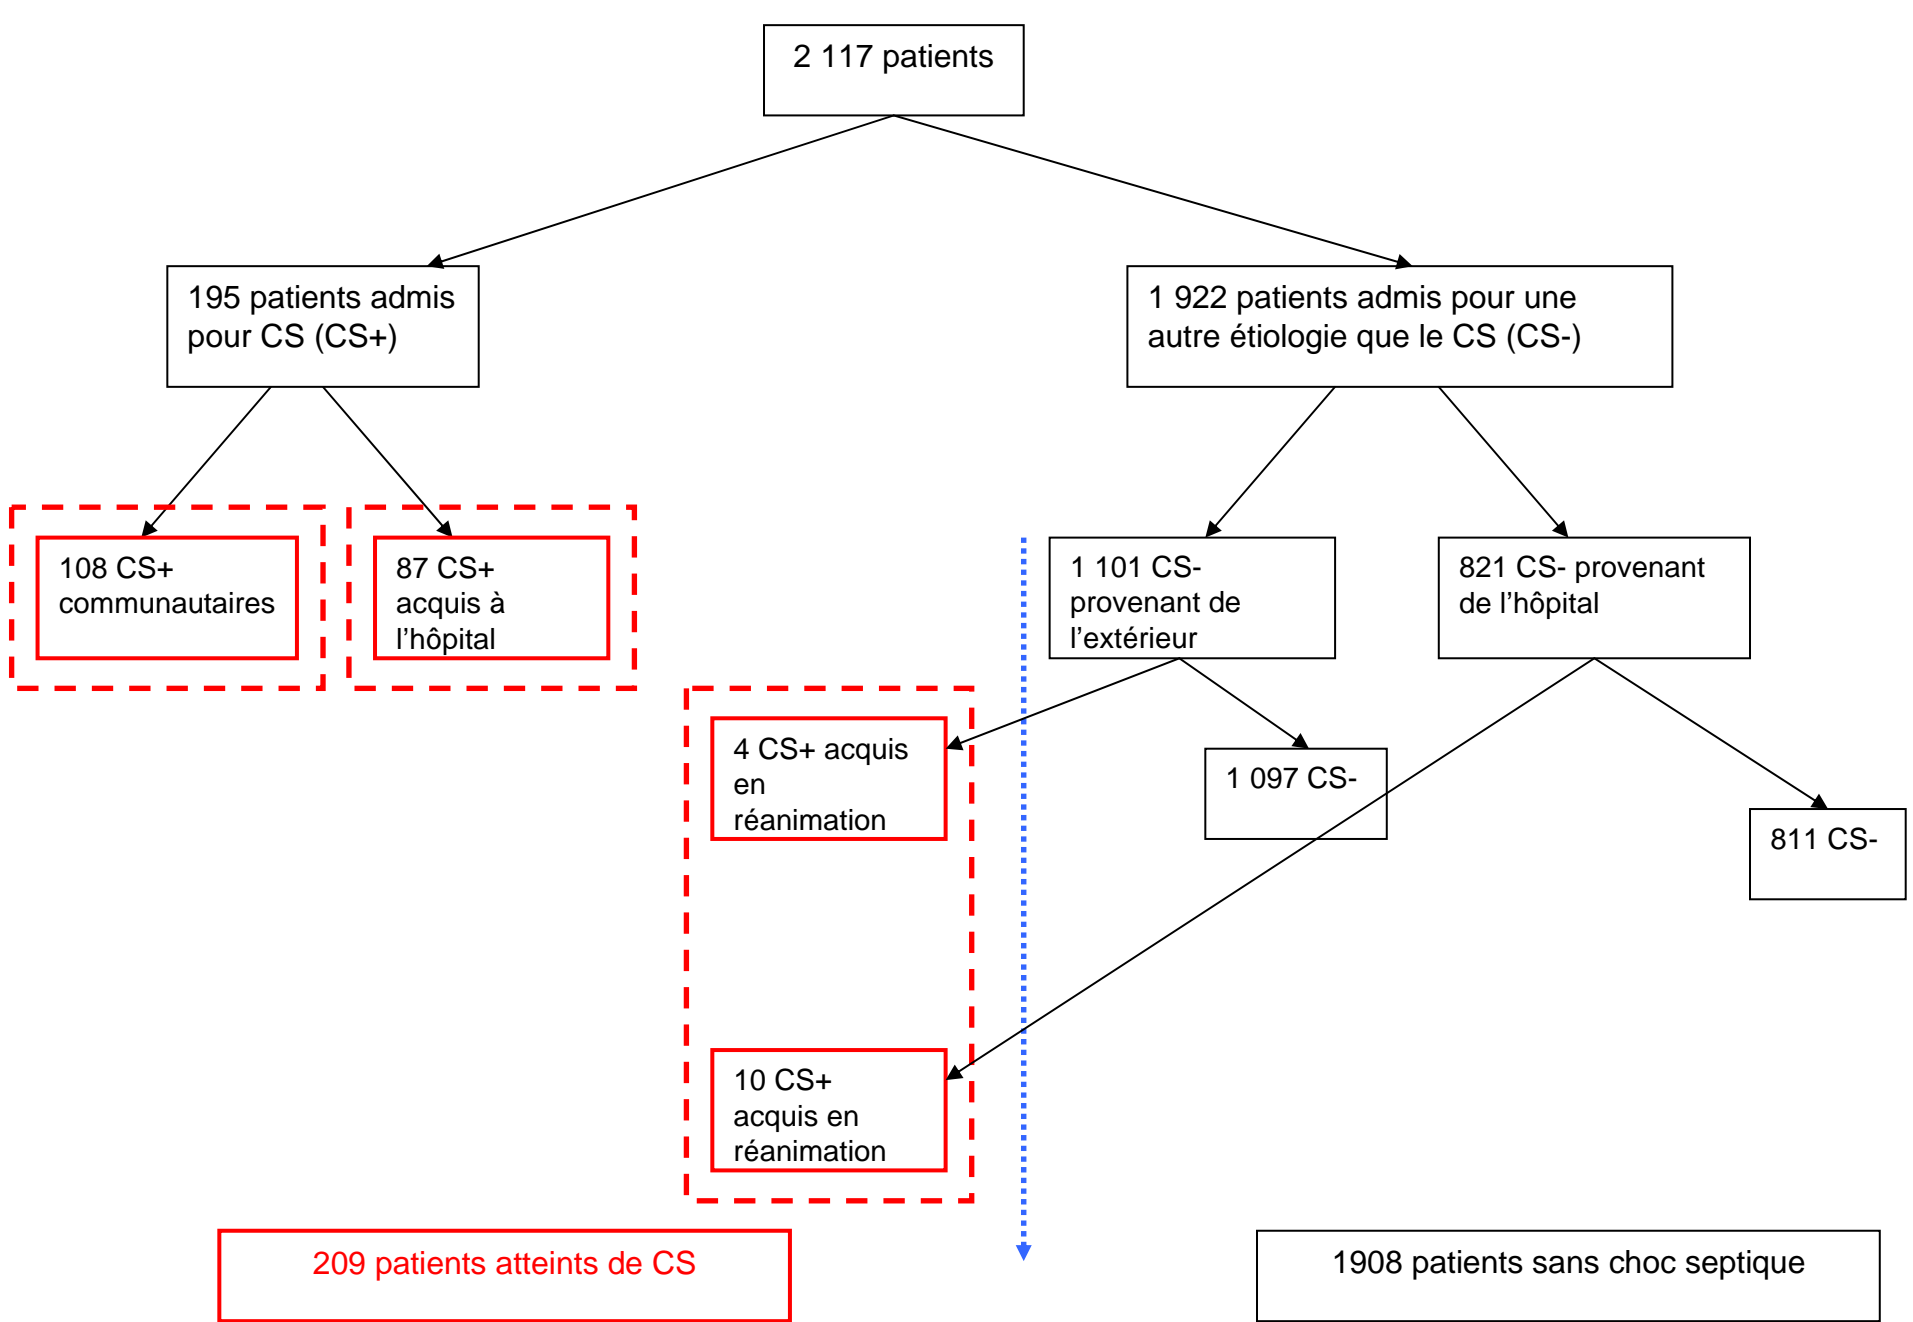 2 117 patients
195 patients admis
pour CS (CS+)
1 922 patients admis pour une
autre étiologie que le CS (CS-)
108 CS+
communautaires
87 CS+
acquis à
l’hôpital
1 101 CS-
provenant de
l’extérieur
821 CS- provenant
de l’hôpital
4 CS+ acquis
en
réanimation
1 097 CS-
811 CS-
10 CS+
acquis en
réanimation
209 patients atteints de CS
1908 patients sans choc septique